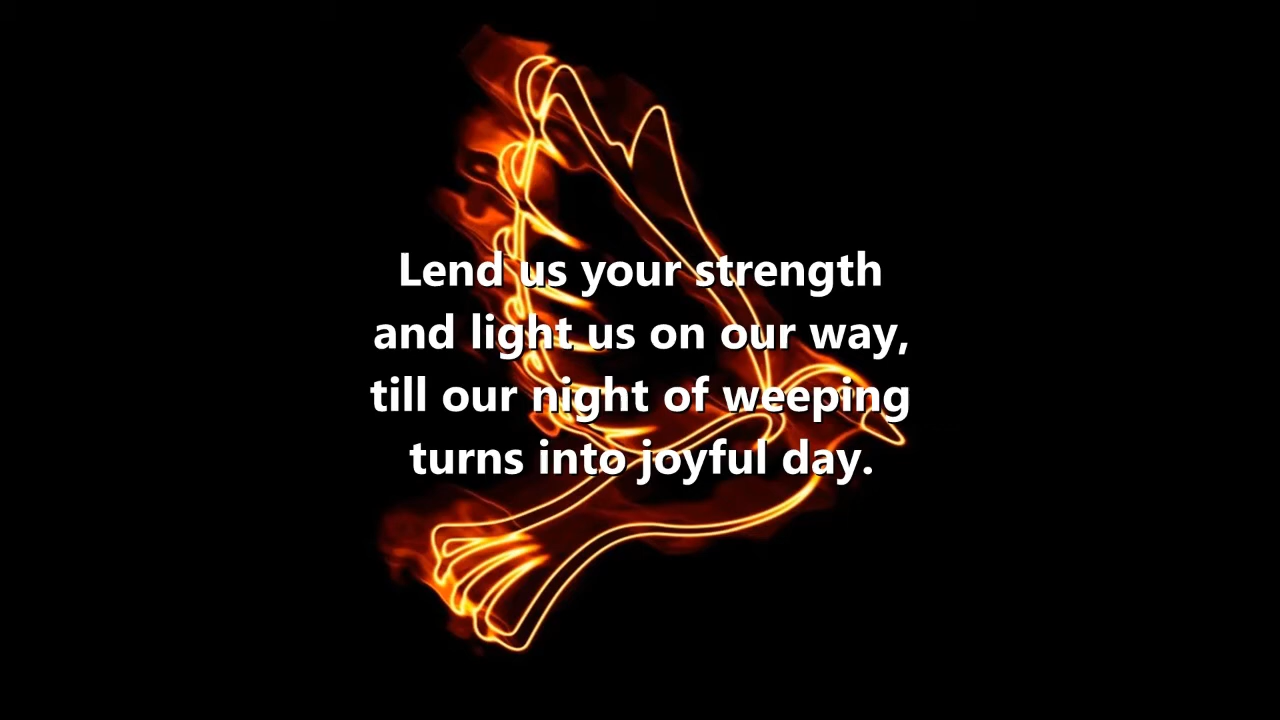 Lend us your strength
and light us on our way,
till our night of weeping
turns into joyful day.